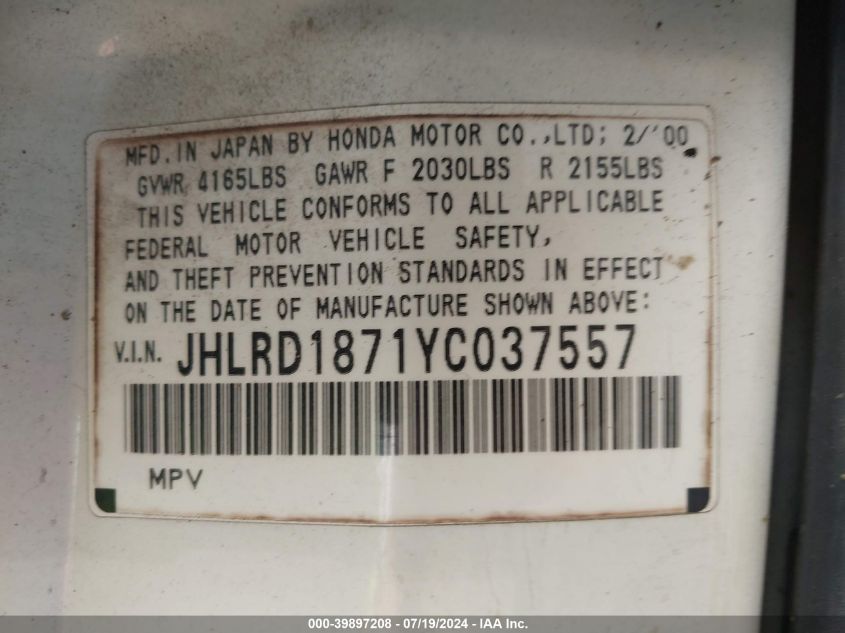 MFD. IN JAPAN BY HONDA MOTOR CO.,LTD; 2/'00
GVWR 4165LBS GAWR F 2030LBS R 2155LBS
THIS VEHICLE CONFORMS TO ALL APPLICABLE
FEDERAL MOTOR VEHICLE SAFETY,
AND THEFT PREVENTION STANDARDS IN EFFECT
ON THE DATE OF MANUFACTURE SHOWN ABOVE:
V.I.N. JHLRD1871YC037557
MPV
000-39897208 - 07/19/2024 - IAA Inc.